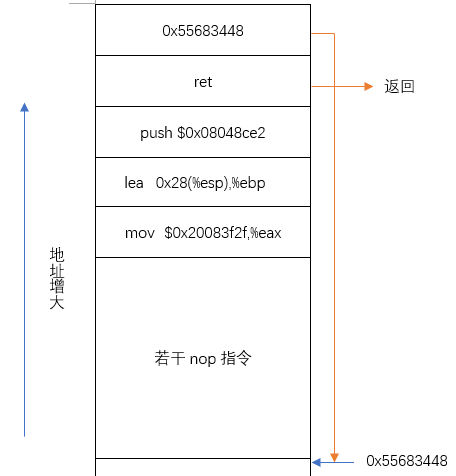 0x55683448
ret
返回
push $0x08048ce2
lea 0x28(%esp),%ebp
mov $0x20083f2f,%eax
地址增大
若干 nop 指令
0x55683448